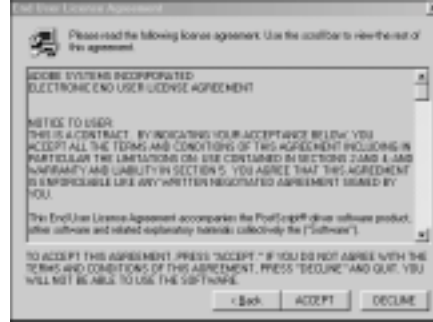 End User License Agreement
Please read the following license agreement. Use the scroll bar to view the rest of
this agreement.
ADOBE SYSTEMS INCORPORATED
ELECTRONIC END USER LICENSE AGREEMENT
NOTICE TO USER:
THIS IS A CONTRACT. BY INDICATING YOUR ACCEPTANCE BELOW, YOU
ACCEPT ALL THE TERMS AND CONDITIONS OF THIS AGREEMENT INCLUDING IN
PARTICULAR THE LIMITATIONS ON: USE CONTAINED IN SECTIONS 2 AND 4; AND
WARRANTY AND LIABILITY IN SECTION 5. YOU AGREE THAT THIS AGREEMENT
IS ENFORCEABLE LIKE ANY WRITTEN NEGOTIATED AGREEMENT SIGNED BY
YOU.
This End User License Agreement accompanies the PostScript® driver software product,
other software and related explanatory materials collectively the ("Software").
TO ACCEPT THIS AGREEMENT, PRESS "ACCEPT." IF YOU DO NOT AGREE WITH THE
TERMS AND CONDITIONS OF THIS AGREEMENT, PRESS "DECLINE" AND QUIT. YOU
WILL NOT BE ABLE TO USE THE SOFTWARE.
< Back ACCEPT DECLINE